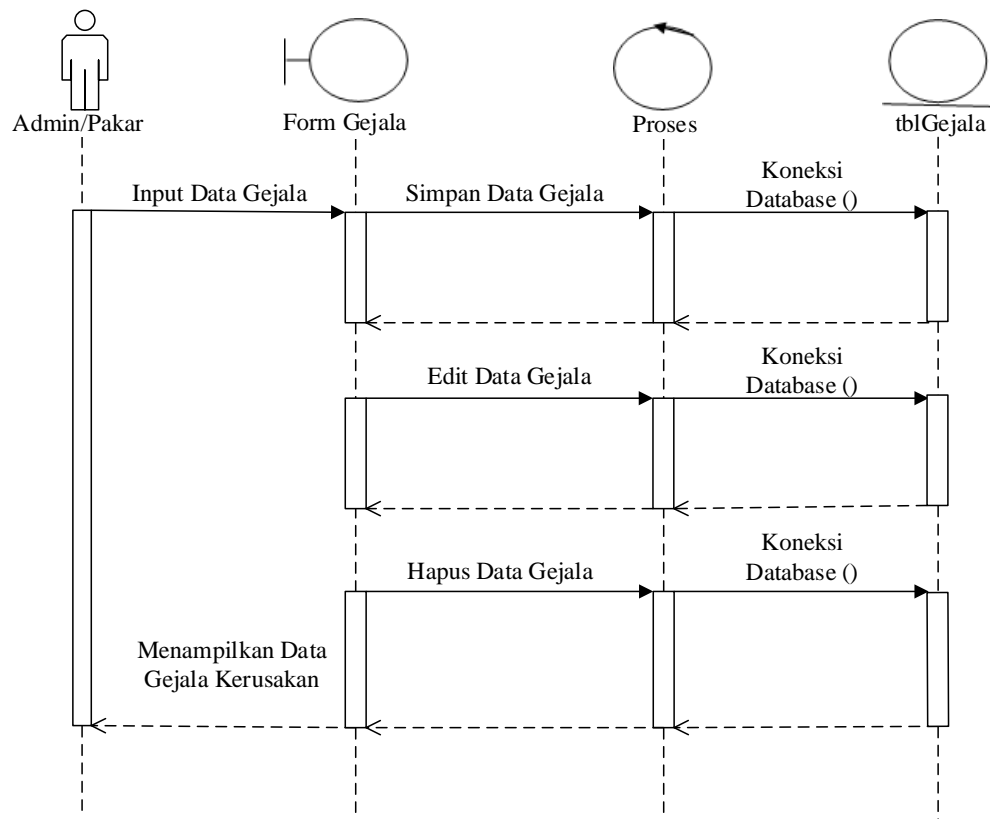 Admin/Pakar
Form Gejala
Proses
tblGejala
Input Data Gejala
Simpan Data Gejala
Koneksi
Database ()
Edit Data Gejala
Koneksi
Database ()
Hapus Data Gejala
Koneksi
Database ()
Menampilkan Data
Gejala Kerusakan